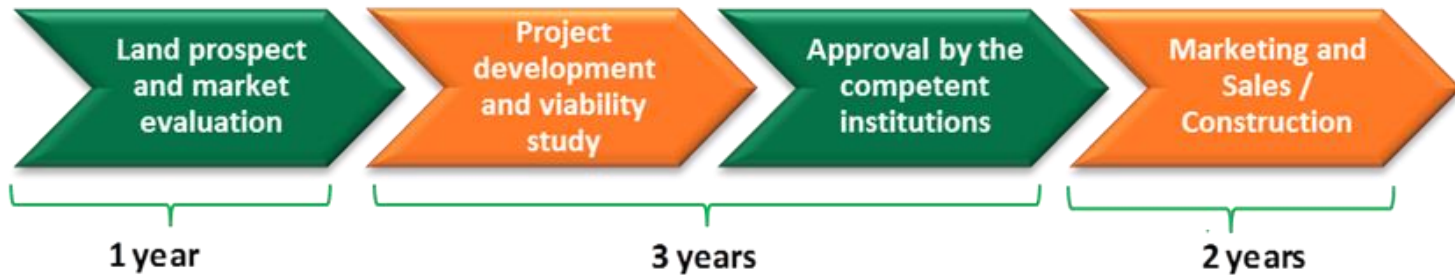 Land prospect
and market
evaluation
Project
development
and viability
study
Approval by the
competent
institutions
Marketing and
Sales /
Construction
1 year
3 years
2 years